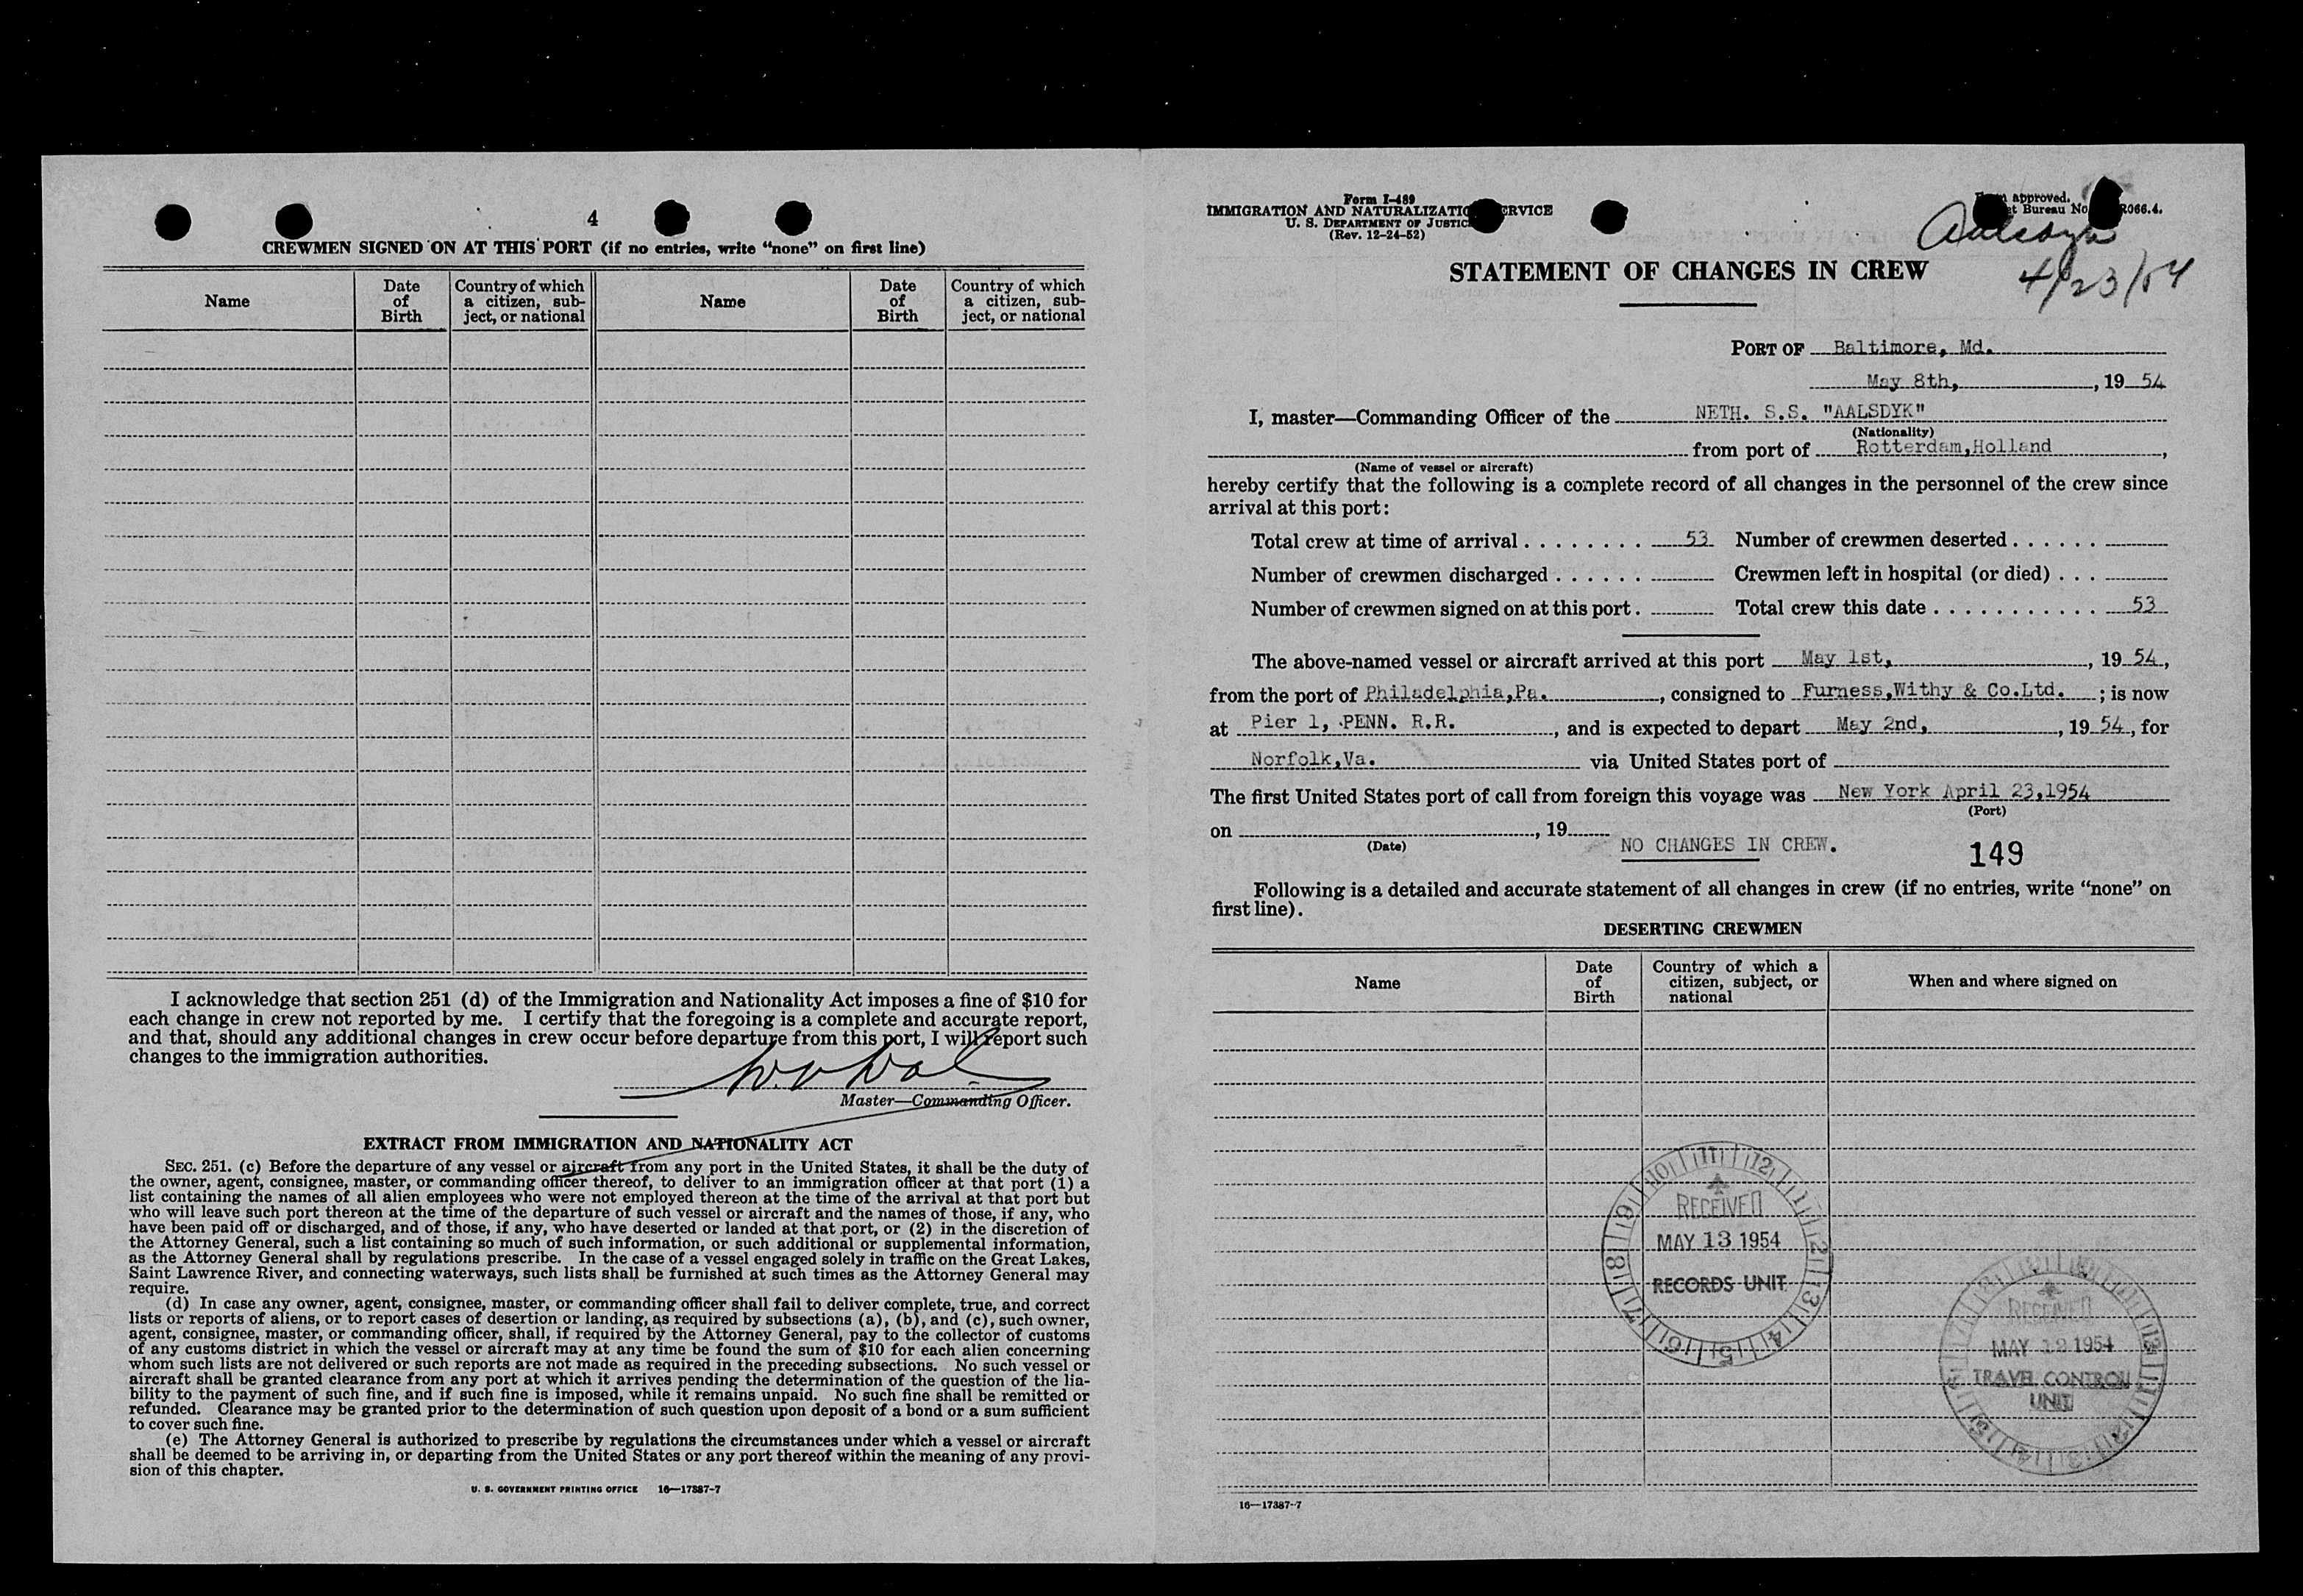 4
CREWMEN SIGNED ON AT THIS PORT (if no entries, write "none" on first line)
Name
Date of Birth
Country of which a citizen, subject, or national
Name
Date of Birth
Country of which a citizen, subject, or national
I acknowledge that section 251 (d) of the Immigration and Nationality Act imposes a fine of $10 for
each change in crew not reported by me. I certify that the foregoing is a complete and accurate report,
and that, should any additional changes in crew occur before departure from this port, I will report such
changes to the immigration authorities.
Master—Commanding Officer.
EXTRACT FROM IMMIGRATION AND NATIONALITY ACT
SEC. 251. (c) Before the departure of any vessel or aircraft from any port in the United States, it shall be the duty of
the owner, agent, consignee, master, or commanding officer thereof, to deliver to an immigration officer at that port (1) a
list containing the names of all alien employees who were not employed thereon at the time of the arrival at that port but
who will leave such port thereon at the time of the departure of such vessel or aircraft and the names of those, if any, who
have been paid off or discharged, and of those, if any, who have deserted or landed at that port, or (2) in the discretion of
the Attorney General, such a list containing so much of such information, or such additional or supplemental information,
as the Attorney General shall by regulations prescribe. In the case of a vessel engaged solely in traffic on the Great Lakes,
Saint Lawrence River, and connecting waterways, such lists shall be furnished at such times as the Attorney General may
require.
(d) In case any owner, agent, consignee, master, or commanding officer shall fail to deliver complete, true, and correct
lists or reports of aliens, or to report cases of desertion or landing, as required by subsections (a), (b), and (c), such owner,
agent, consignee, master, or commanding officer, shall, if required by the Attorney General, pay to the collector of customs
of any customs district in which the vessel or aircraft may at any time be found the sum of $10 for each alien concerning
whom such lists are not delivered or such reports are not made as required in the preceding subsections. No such vessel or
aircraft shall be granted clearance from any port at which it arrives pending the determination of the question of the lia-
bility to the payment of such fine, and if such fine is imposed, while it remains unpaid. No such fine shall be remitted or
refunded. Clearance may be granted prior to the determination of such question upon deposit of a bond or a sum sufficient
to cover such fine.
(e) The Attorney General is authorized to prescribe by regulations the circumstances under which a vessel or aircraft
shall be deemed to be arriving in, or departing from the United States or any port thereof within the meaning of any provi-
sion of this chapter.
U. S. GOVERNMENT PRINTING OFFICE 16—17387-7
Form I-489
IMMIGRATION AND NATURALIZATIO RVICE
U. S. DEPARTMENT OF JUSTIC
(Rev. 12-24-52)
approved.
t Bureau No. R066.4.
Aalsdyk
4/23/54
STATEMENT OF CHANGES IN CREW
PORT OF Baltimore, Md.
May 8th, , 19 54
I, master—Commanding Officer of the NETH. S.S. "AALSDYK"
(Nationality)
from port of Rotterdam,Holland ,
(Name of vessel or aircraft)
hereby certify that the following is a complete record of all changes in the personnel of the crew since
arrival at this port:
Total crew at time of arrival . . . . . . . . 53 Number of crewmen deserted . . . . . .
Number of crewmen discharged . . . . . . Crewmen left in hospital (or died) . . .
Number of crewmen signed on at this port . Total crew this date . . . . . . . . . . . 53
The above-named vessel or aircraft arrived at this port May 1st, , 19 54,
from the port of Philadelphia,Pa. , consigned to Furness,Withy & Co.Ltd. ; is now
at Pier 1, PENN. R.R. , and is expected to depart May 2nd, , 19 54, for
Norfolk,Va. via United States port of
The first United States port of call from foreign this voyage was New York April 23,1954
(Port)
on , 19
(Date)
NO CHANGES IN CREW.
149
Following is a detailed and accurate statement of all changes in crew (if no entries, write "none" on
first line).
DESERTING CREWMEN
Name
Date of Birth
Country of which a citizen, subject, or national
When and where signed on
RECEIVED
MAY 13 1954
RECORDS UNIT
RECEIVED
MAY 12 1954
TRAVEL CONTROL
UNIT
16—17387-7